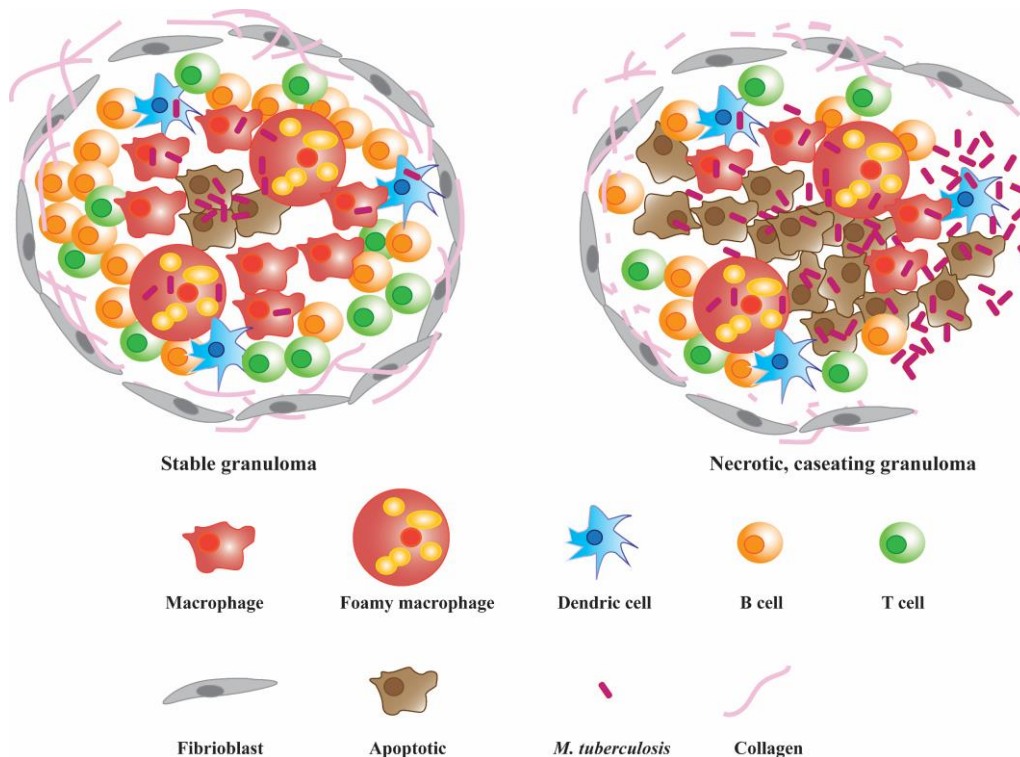 Stable granuloma
Necrotic, caseating granuloma
Macrophage
Foamy macrophage
Dendric cell
B cell
T cell
Fibrioblast
Apoptotic
M. tuberculosis
Collagen